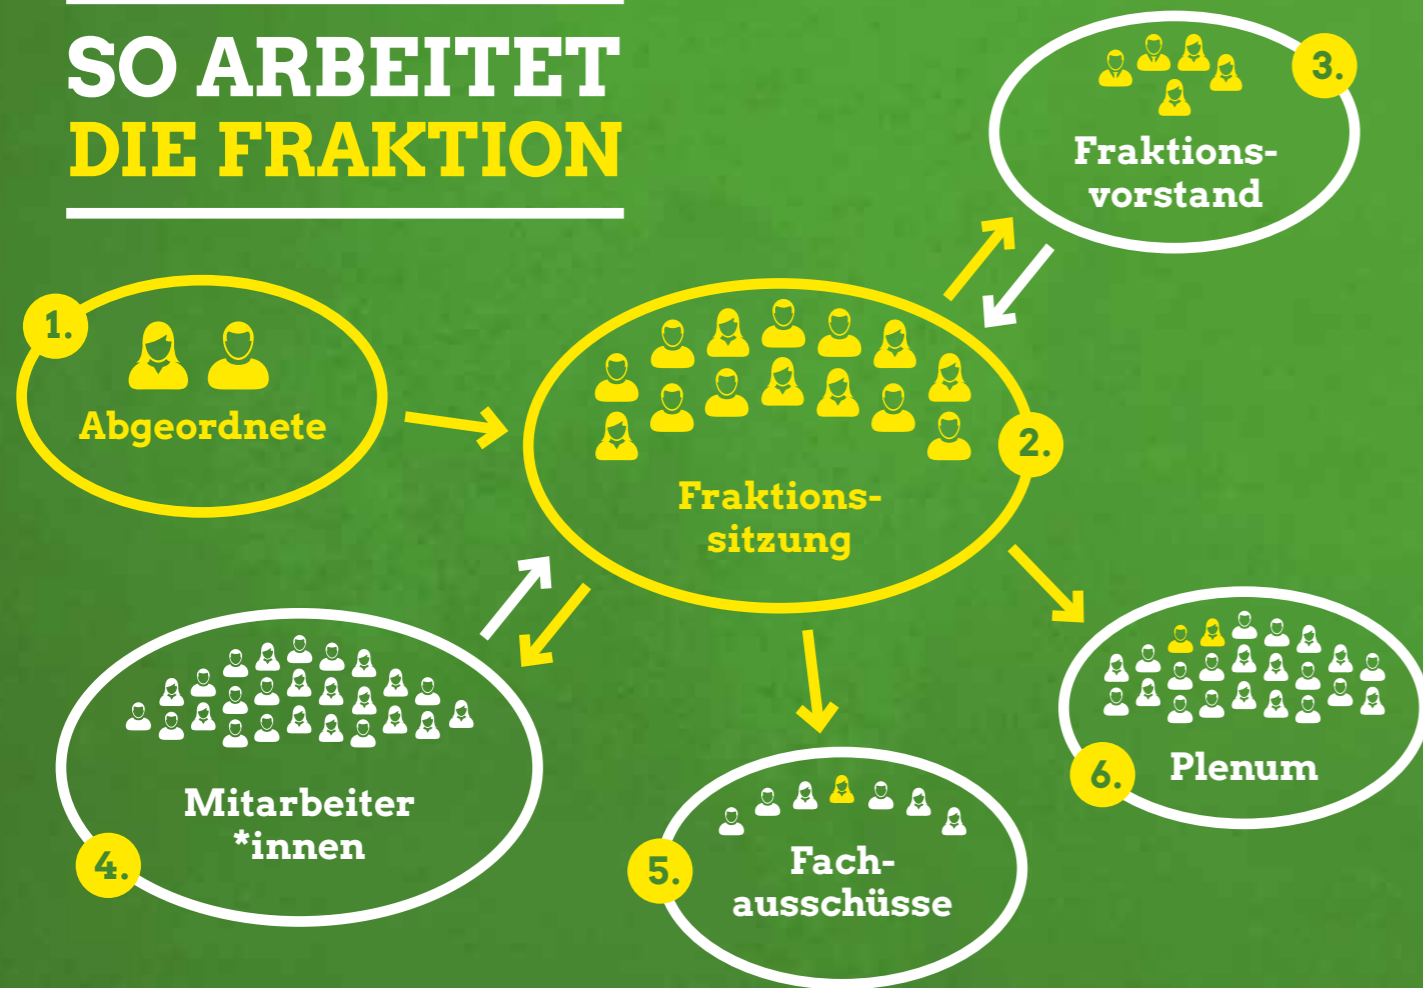 SO ARBEITET
DIE FRAKTION
1.
Abgeordnete
2.
Fraktions-
sitzung
3.
Fraktions-
vorstand
4.
Mitarbeiter
*innen
5.
Fach-
ausschüsse
6.
Plenum